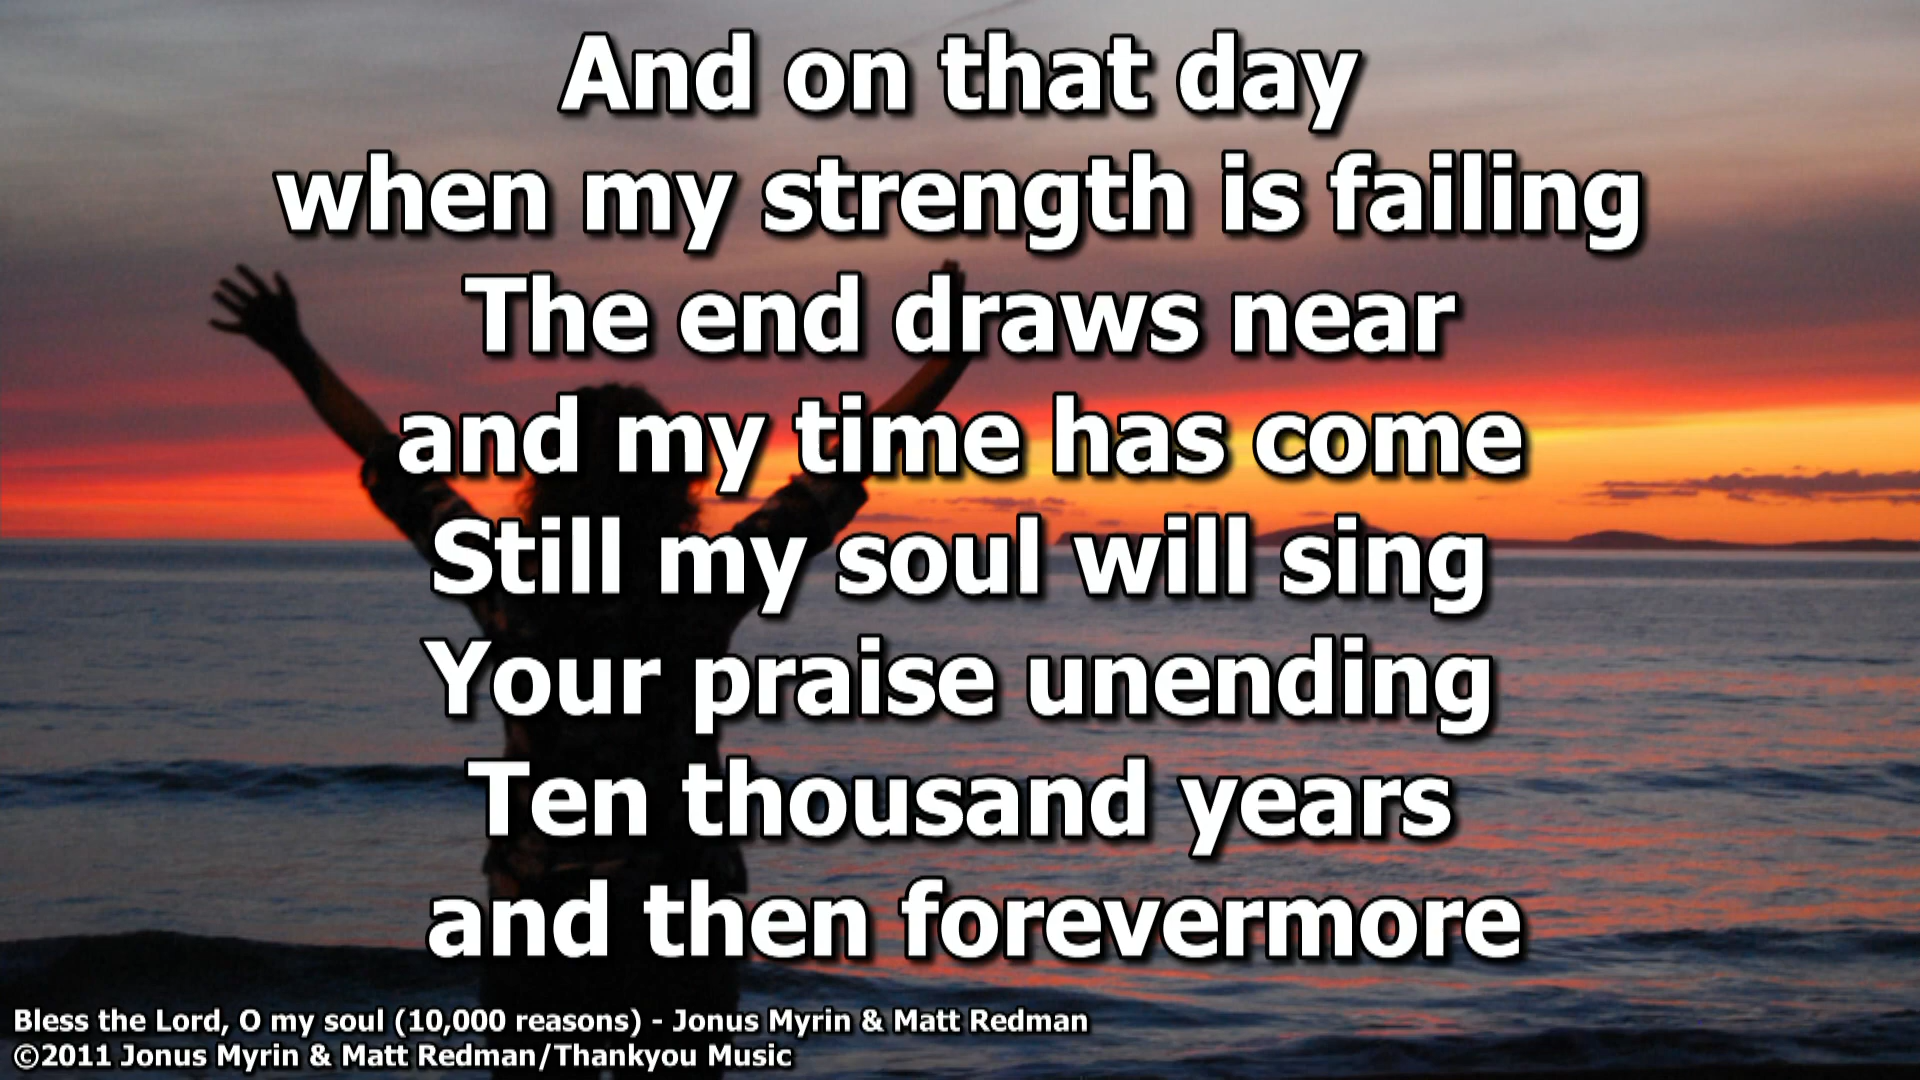 And on that day
when my strength is failing
The end draws near
and my time has come
Still my soul will sing
Your praise unending
Ten thousand years
and then forevermore
Bless the Lord, O my soul (10,000 reasons) - Jonus Myrin & Matt Redman
©2011 Jonus Myrin & Matt Redman/Thankyou Music